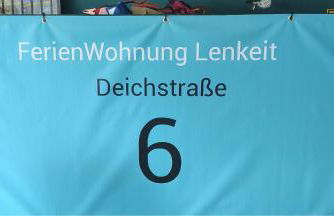 FerienWohnung Lenkeit
Deichstraße
6